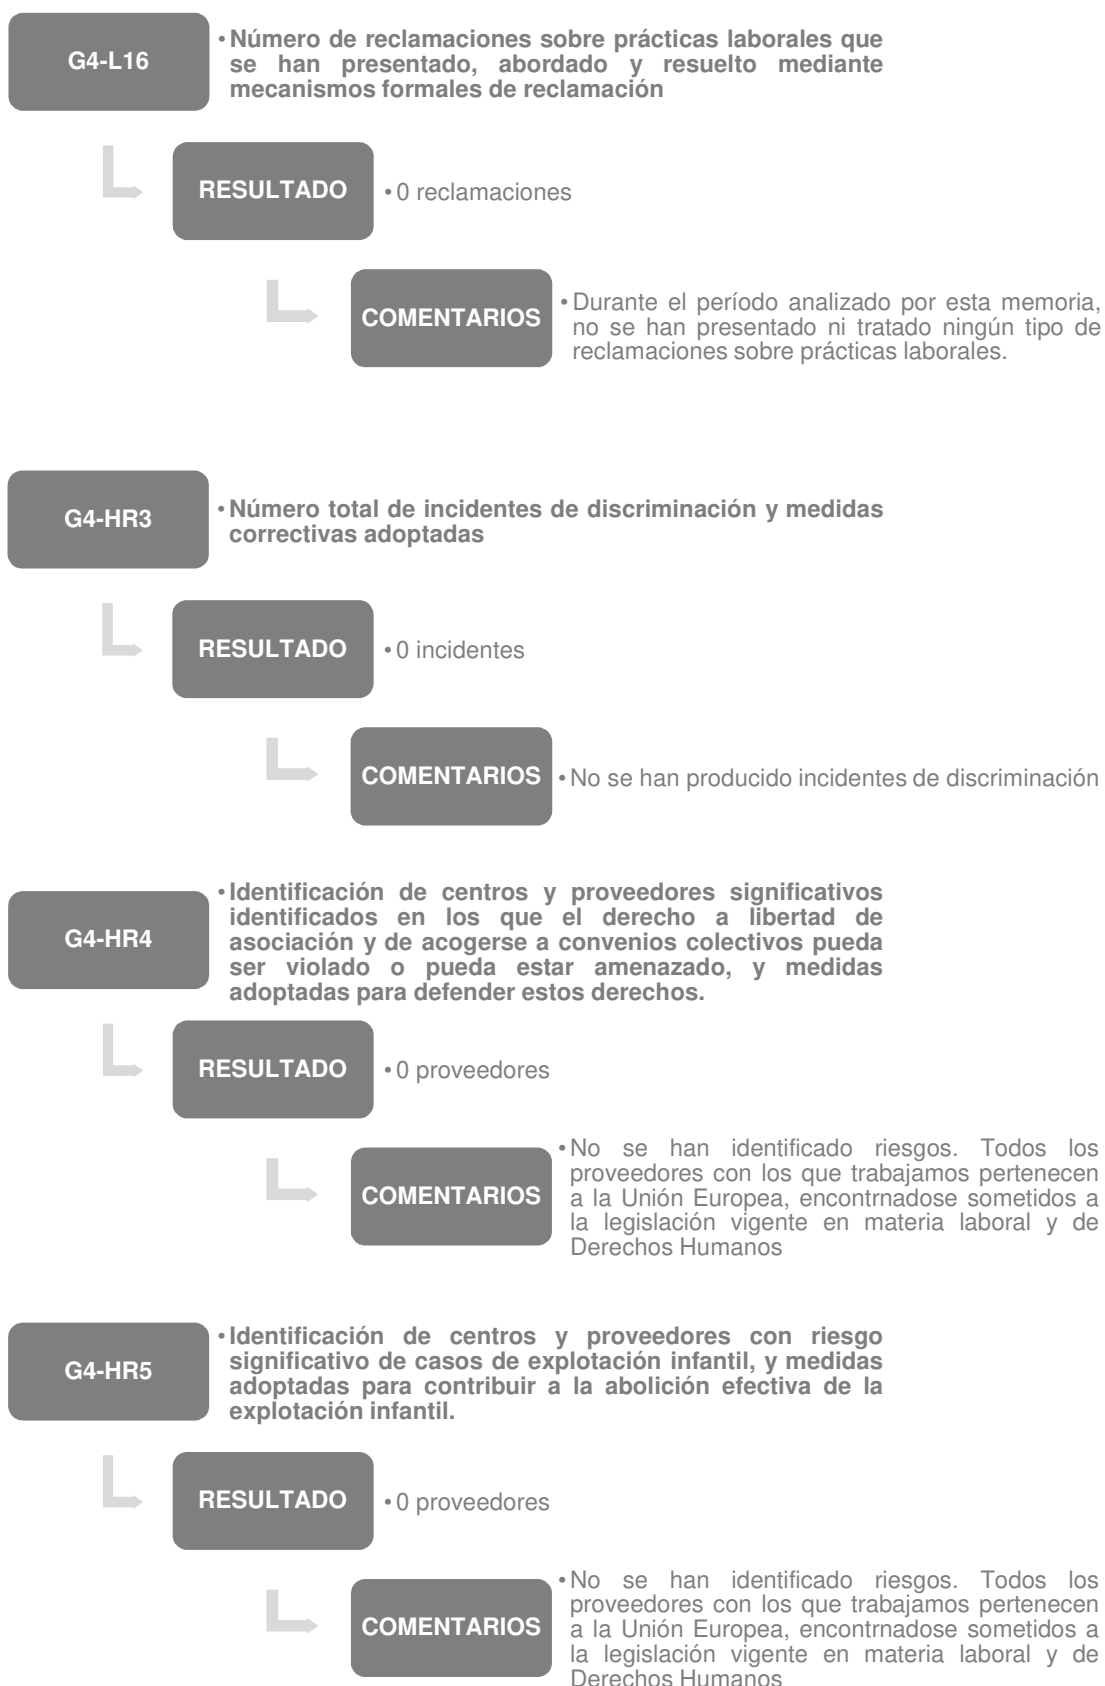 G4-L16
•Número de reclamaciones sobre prácticas laborales que
se han presentado, abordado y resuelto mediante
mecanismos formales de reclamación
RESULTADO
•0 reclamaciones
COMENTARIOS
•Durante el período analizado por esta memoria,
no se han presentado ni tratado ningún tipo de
reclamaciones sobre prácticas laborales.
G4-HR3
•Número total de incidentes de discriminación y medidas
correctivas adoptadas
RESULTADO
•0 incidentes
COMENTARIOS
•No se han producido incidentes de discriminación
G4-HR4
•Identificación de centros y proveedores significativos
identificados en los que el derecho a libertad de
asociación y de acogerse a convenios colectivos pueda
ser violado o pueda estar amenazado, y medidas
adoptadas para defender estos derechos.
RESULTADO
•0 proveedores
COMENTARIOS
•No se han identificado riesgos. Todos los
proveedores con los que trabajamos pertenecen
a la Unión Europea, encontrnadose sometidos a
la legislación vigente en materia laboral y de
Derechos Humanos
G4-HR5
•Identificación de centros y proveedores con riesgo
significativo de casos de explotación infantil, y medidas
adoptadas para contribuir a la abolición efectiva de la
explotación infantil.
RESULTADO
•0 proveedores
COMENTARIOS
•No se han identificado riesgos. Todos los
proveedores con los que trabajamos pertenecen
a la Unión Europea, encontrnadose sometidos a
la legislación vigente en materia laboral y de
Derechos Humanos